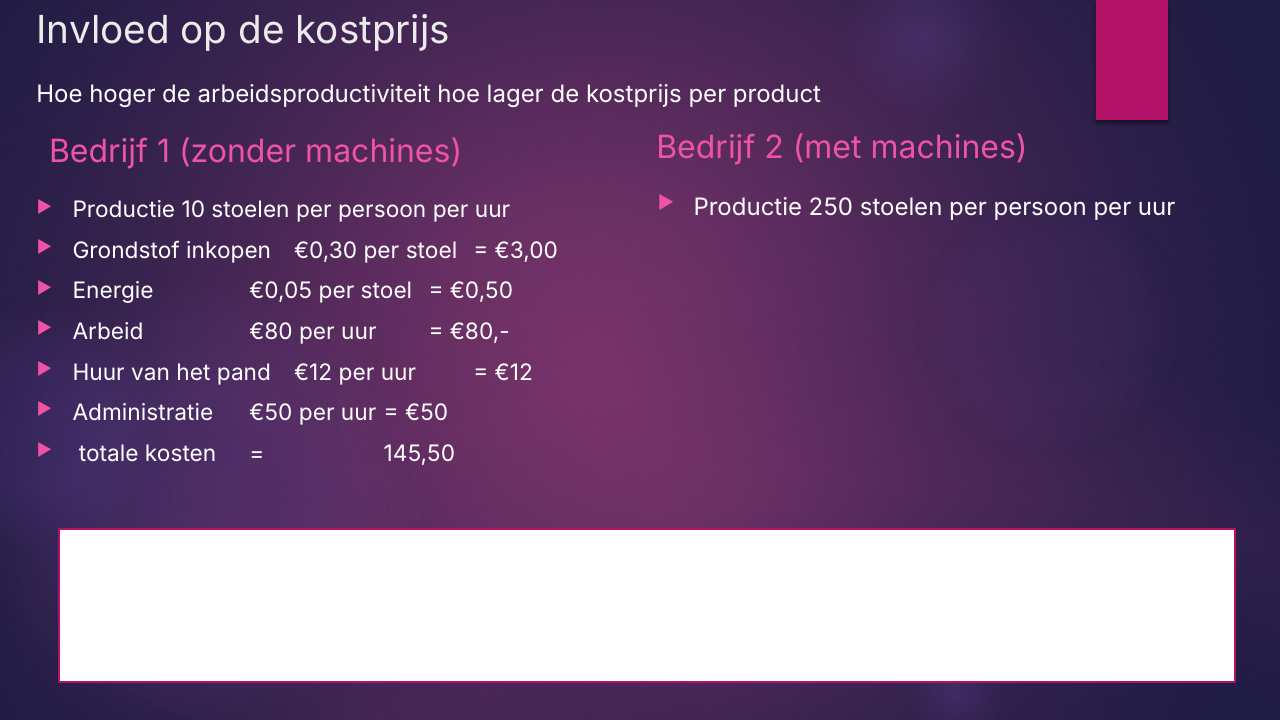 Invloed op de kostprijs
Hoe hoger de arbeidsproductiviteit hoe lager de kostprijs per product
Bedrijf 1 (zonder machines)
Productie 10 stoelen per persoon per uur
Grondstof inkopen €0,30 per stoel = €3,00
Energie €0,05 per stoel = €0,50
Arbeid €80 per uur = €80,-
Huur van het pand €12 per uur = €12
Administratie €50 per uur = €50
totale kosten = 145,50
Bedrijf 2 (met machines)
Productie 250 stoelen per persoon per uur